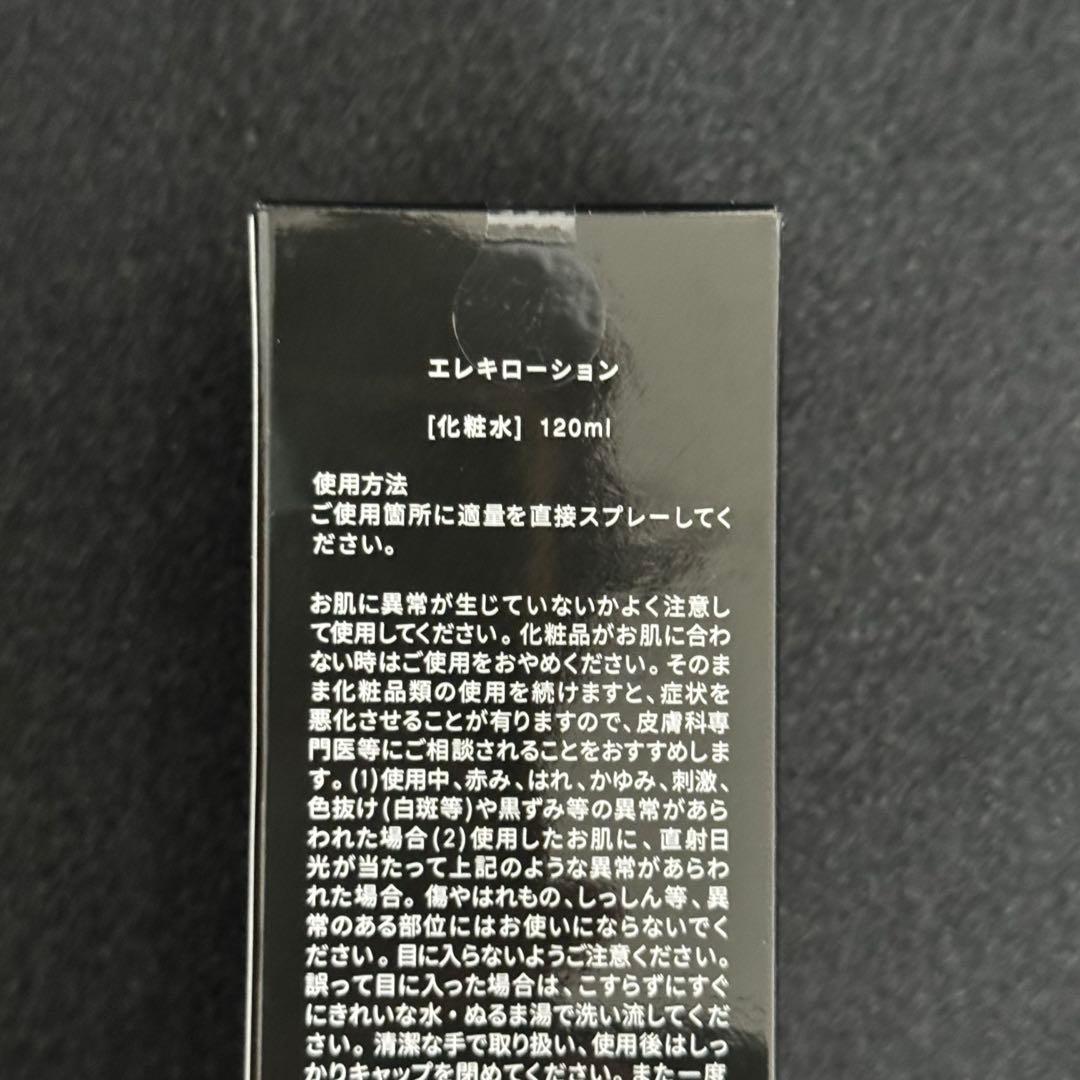 エレキローション
[化粧水] 120ml
使用方法
ご使用箇所に適量を直接スプレーしてく
ださい。
お肌に異常が生じていないかよく注意し
て使用してください。化粧品がお肌に合わ
ない時はご使用をおやめください。そのま
ま化粧品類の使用を続けますと、症状を
悪化させることが有りますので、皮膚科専
門医等にご相談されることをおすすめしま
す。(1)使用中、赤み、はれ、かゆみ、刺激、
色抜け(白斑等)や黒ずみ等の異常があら
われた場合(2)使用したお肌に、直射日
光が当たって上記のような異常があらわ
れた場合。傷やはれもの、しっしん等、異
常のある部位にはお使いにならないでく
ださい。目に入らないようご注意ください。
誤って目に入った場合は、こすらずにすぐ
にきれいな水・ぬるま湯で洗い流してくだ
さい。清潔な手で取り扱い、使用後はしっ
かりキャップを閉めてください。また一度